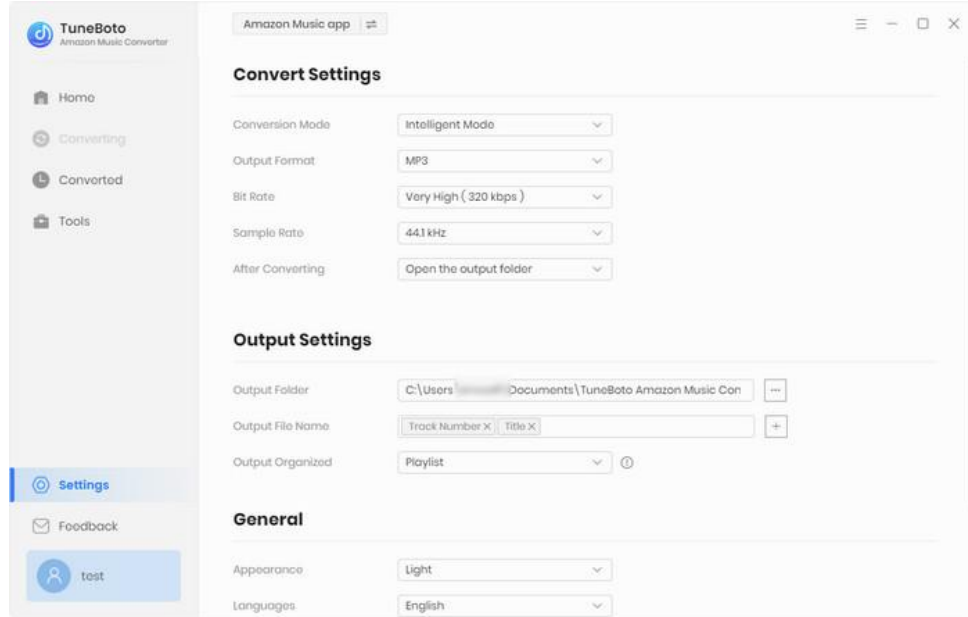 TuneBoto
Amazon Music Converter
Amazon Music app
Home
Converting
Converted
Tools
Settings
Feedback
test
Convert Settings
Conversion Mode Intelligent Mode
Output Format MP3
Bit Rate Very High ( 320 kbps )
Sample Rate 44.1 kHz
After Converting Open the output folder
Output Settings
Output Folder C:\Users Documents\TuneBoto Amazon Music Con ...
Output File Name Track Number X Title X +
Output Organized Playlist
General
Appearance Light
Languages English